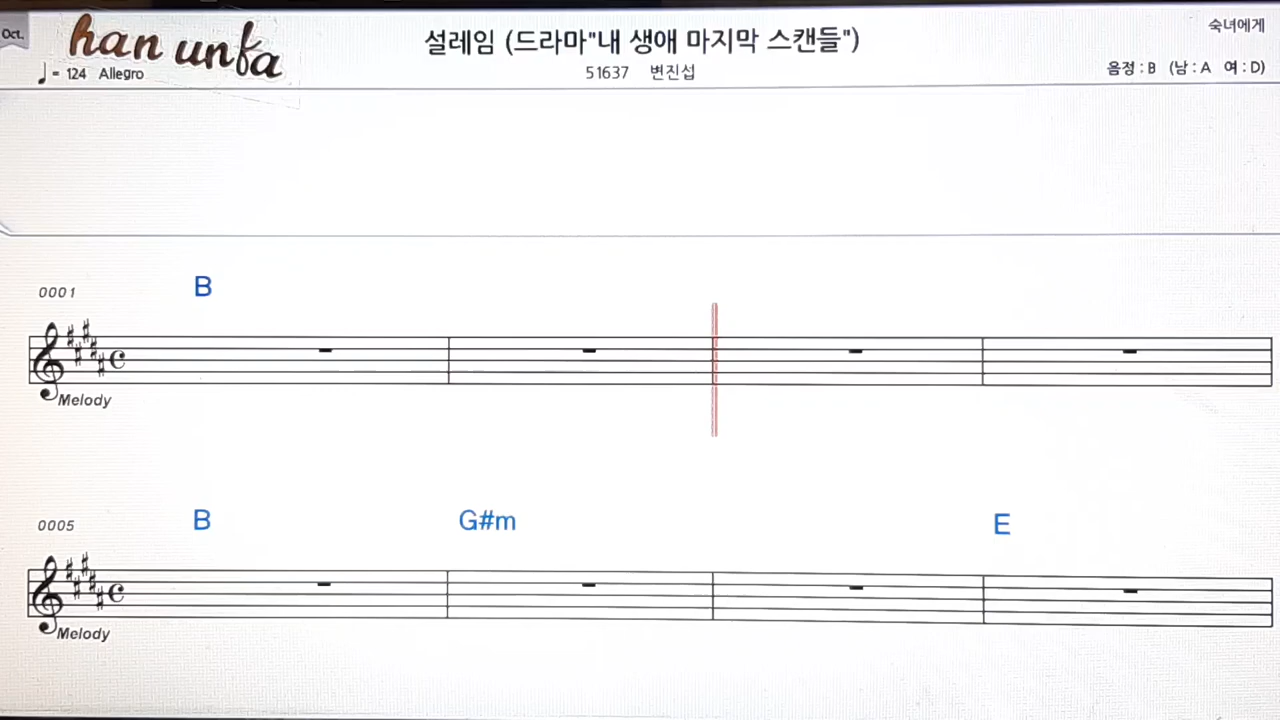 Oct.
han unfa
♩= 124 Allegro
설레임 (드라마"내 생애 마지막 스캔들")
51637 변진섭
숙녀에게
음정 : B (남 : A 여 : D)
0001
B
Melody
0005
B G#m E
Melody